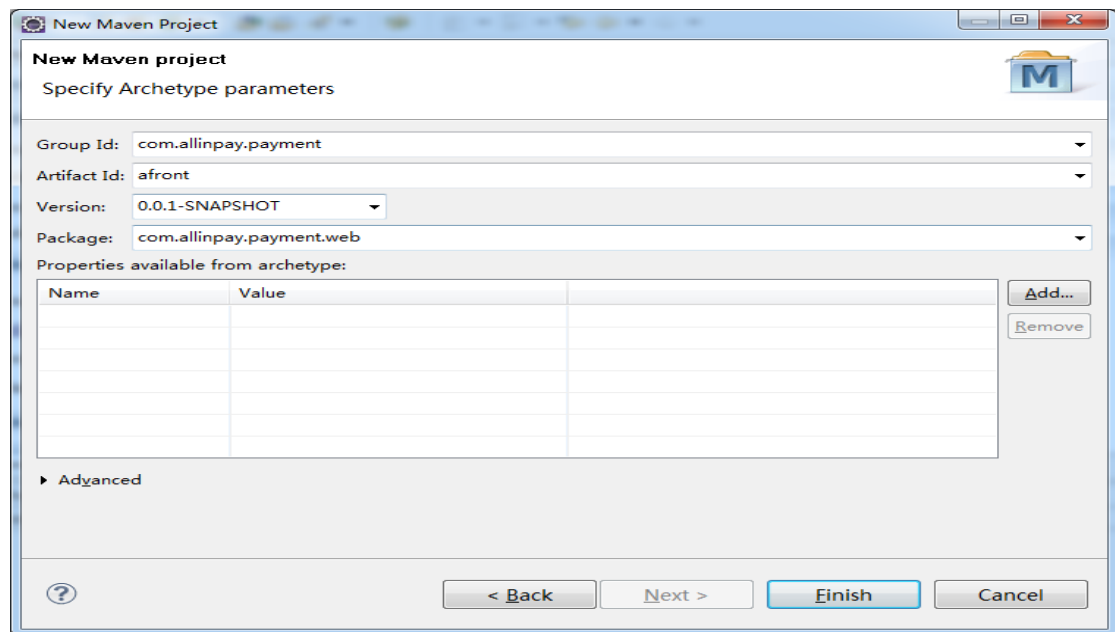 New Maven Project
New Maven project
Specify Archetype parameters
M
Group Id: com.allinpay.payment
Artifact Id: afront
Version: 0.0.1-SNAPSHOT
Package: com.allinpay.payment.web
Properties available from archetype:
Name Value
Add...
Remove
Advanced
? < Back Next > Finish Cancel